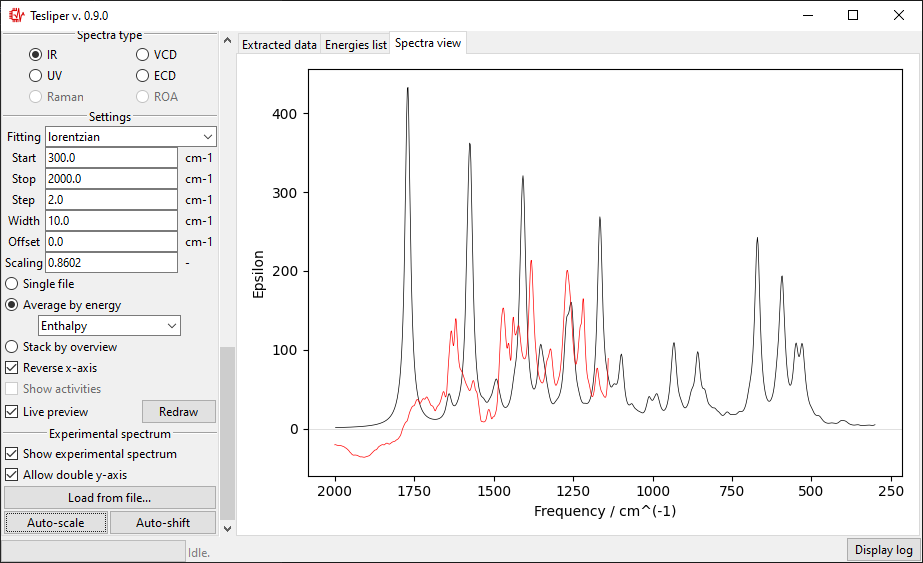 Tesliper v. 0.9.0
Spectra type
IR
VCD
UV
ECD
Raman
ROA
Settings
Fitting lorentzian
Start 300.0 cm-1
Stop 2000.0 cm-1
Step 2.0 cm-1
Width 10.0 cm-1
Offset 0.0 cm-1
Scaling 0.8602 -
Single file
Average by energy
Enthalpy
Stack by overview
Reverse x-axis
Show activities
Live preview Redraw
Experimental spectrum
Show experimental spectrum
Allow double y-axis
Load from file...
Auto-scale Auto-shift
Idle.
Extracted data Energies list Spectra view
400
300
200
100
0
Epsilon
2000 1750 1500 1250 1000 750 500 250
Frequency / cm^(-1)
Display log